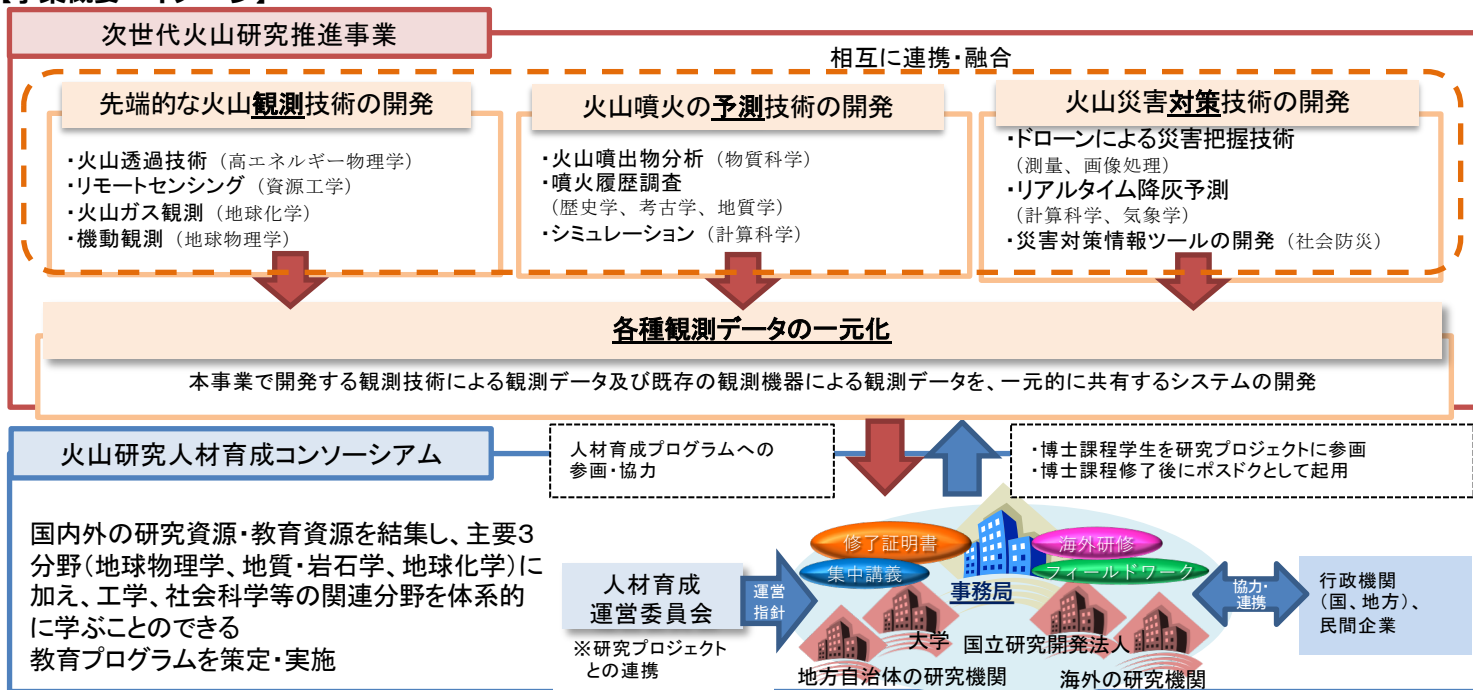 次世代火山研究推進事業
相互に連携・融合
先端的な火山観測技術の開発
・火山透過技術（高エネルギー物理学）
・リモートセンシング（資源工学）
・火山ガス観測（地球化学）
・機動観測（地球物理学）
火山噴火の予測技術の開発
・火山噴出物分析（物質科学）
・噴火履歴調査
（歴史学、考古学、地質学）
・シミュレーション（計算科学）
火山災害対策技術の開発
・ドローンによる災害把握技術
（測量、画像処理）
・リアルタイム降灰予測
（計算科学、気象学）
・災害対策情報ツールの開発（社会防災）
各種観測データの一元化
本事業で開発する観測技術による観測データ及び既存の観測機器による観測データを、一元的に共有するシステムの開発
火山研究人材育成コンソーシアム
人材育成プログラムへの
参画・協力
・博士課程学生を研究プロジェクトに参画
・博士課程修了後にポスドクとして起用
国内外の研究資源・教育資源を結集し、主要３
分野（地球物理学、地質・岩石学、地球化学）に
加え、工学、社会科学等の関連分野を体系的
に学ぶことのできる
教育プログラムを策定・実施
人材育成
運営委員会
※研究プロジェクト
との連携
運営
指針
修了証明書
海外研修
集中講義
フィールドワーク
事務局
大学
国立研究開発法人
地方自治体の研究機関
海外の研究機関
協力・
連携
行政機関
（国、地方）、
民間企業